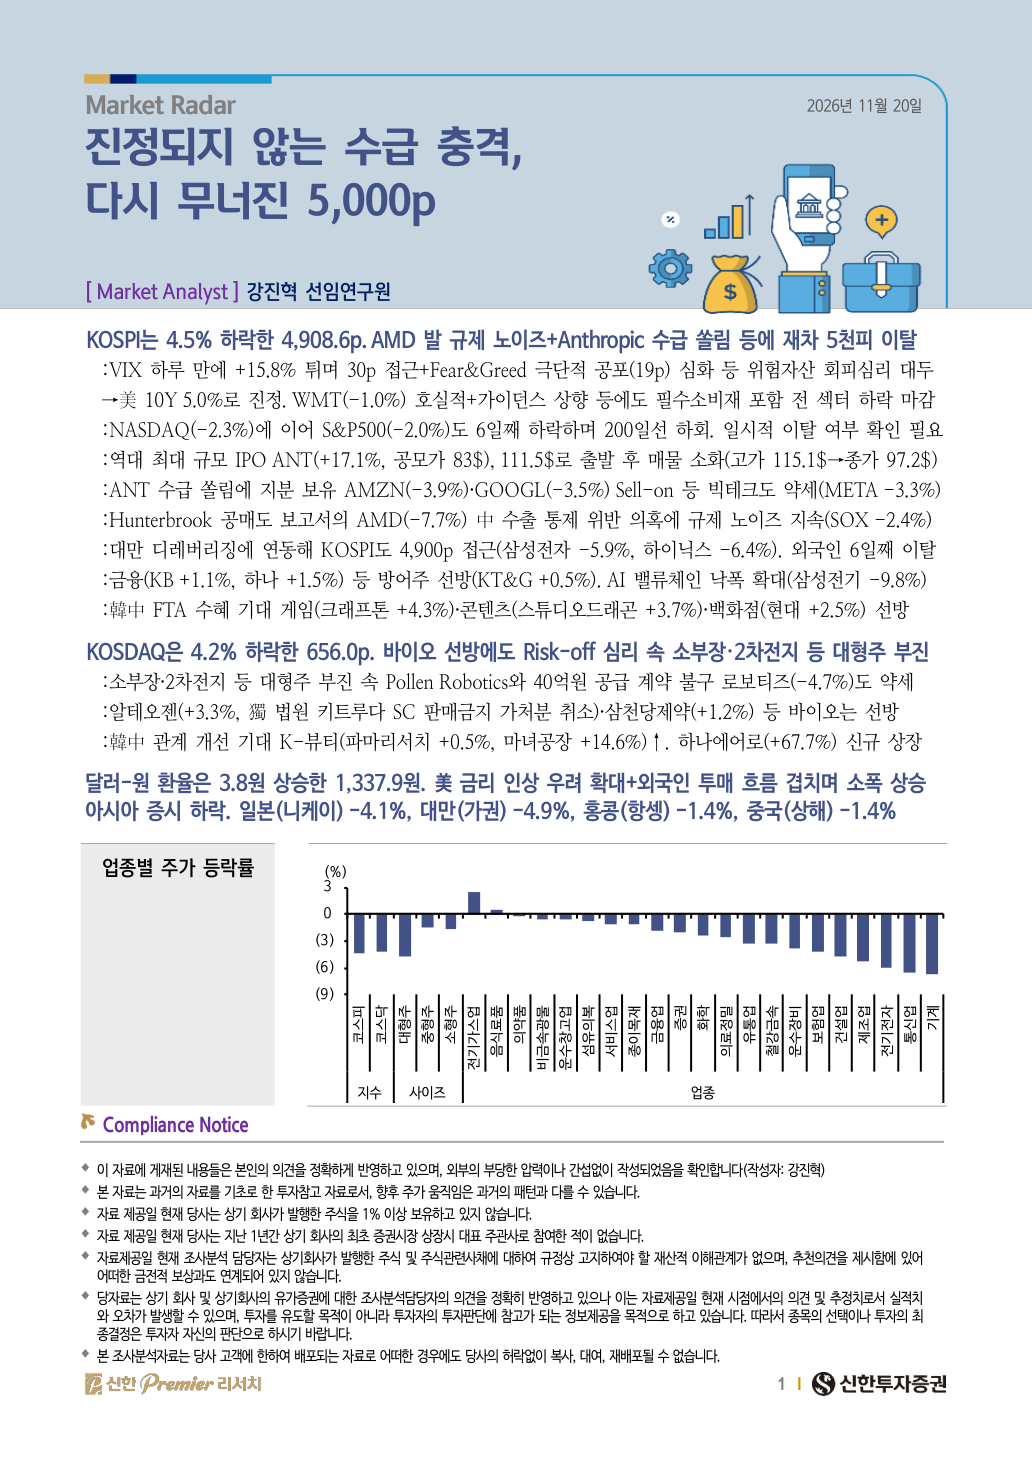 Market Radar
2026년 11월 20일
진정되지 않는 수급 충격,
다시 무너진 5,000p
[ Market Analyst ] 강진혁 선임연구원
KOSPI는 4.5% 하락한 4,908.6p. AMD 발 규제 노이즈+Anthropic 수급 쏠림 등에 재차 5천피 이탈
:VIX 하루 만에 +15.8% 튀며 30p 접근+Fear&Greed 극단적 공포(19p) 심화 등 위험자산 회피심리 대두
→美 10Y 5.0%로 진정. WMT(-1.0%) 호실적+가이던스 상향 등에도 필수소비재 포함 전 섹터 하락 마감
:NASDAQ(-2.3%)에 이어 S&P500(-2.0%)도 6일째 하락하며 200일선 하회. 일시적 이탈 여부 확인 필요
:역대 최대 규모 IPO ANT(+17.1%, 공모가 83$), 111.5$로 출발 후 매물 소화(고가 115.1$→종가 97.2$)
:ANT 수급 쏠림에 지분 보유 AMZN(-3.9%)·GOOGL(-3.5%) Sell-on 등 빅테크도 약세(META -3.3%)
:Hunterbrook 공매도 보고서의 AMD(-7.7%) 中 수출 통제 위반 의혹에 규제 노이즈 지속(SOX -2.4%)
:대만 디레버리징에 연동해 KOSPI도 4,900p 접근(삼성전자 -5.9%, 하이닉스 -6.4%). 외국인 6일째 이탈
:금융(KB +1.1%, 하나 +1.5%) 등 방어주 선방(KT&G +0.5%). AI 밸류체인 낙폭 확대(삼성전기 -9.8%)
:韓中 FTA 수혜 기대 게임(크래프톤 +4.3%)·콘텐츠(스튜디오드래곤 +3.7%)·백화점(현대 +2.5%) 선방
KOSDAQ은 4.2% 하락한 656.0p. 바이오 선방에도 Risk-off 심리 속 소부장·2차전지 등 대형주 부진
:소부장·2차전지 등 대형주 부진 속 Pollen Robotics와 40억원 공급 계약 불구 로보티즈(-4.7%)도 약세
:알테오젠(+3.3%, 獨 법원 키트루다 SC 판매금지 가처분 취소)·삼천당제약(+1.2%) 등 바이오는 선방
:韓中 관계 개선 기대 K-뷰티(파마리서치 +0.5%, 마녀공장 +14.6%)↑. 하나에어로(+67.7%) 신규 상장
달러-원 환율은 3.8원 상승한 1,337.9원. 美 금리 인상 우려 확대+외국인 투매 흐름 겹치며 소폭 상승
아시아 증시 하락. 일본(니케이) -4.1%, 대만(가권) -4.9%, 홍콩(항셍) -1.4%, 중국(상해) -1.4%
업종별 주가 등락률
(%)
3
0
(3)
(6)
(9)
코스피
코스닥
대형주
중형주
소형주
전기가스업
음식료품
의약품
비금속광물
운수창고업
섬유의복
서비스업
종이목재
금융업
증권
화학
의료정밀
유통업
철강금속
운수장비
보험업
건설업
제조업
전기전자
통신업
기계
지수
사이즈
업종
Compliance Notice
◆ 이 자료에 게재된 내용들은 본인의 의견을 정확하게 반영하고 있으며, 외부의 부당한 압력이나 간섭없이 작성되었음을 확인합니다(작성자: 강진혁)
◆ 본 자료는 과거의 자료를 기초로 한 투자참고 자료로서, 향후 주가 움직임은 과거의 패턴과 다를 수 있습니다.
◆ 자료 제공일 현재 당사는 상기 회사가 발행한 주식을 1% 이상 보유하고 있지 않습니다.
◆ 자료 제공일 현재 당사는 지난 1년간 상기 회사의 최초 증권시장 상장시 대표 주관사로 참여한 적이 없습니다.
◆ 자료제공일 현재 조사분석 담당자는 상기회사가 발행한 주식 및 주식관련사채에 대하여 규정상 고지하여야 할 재산적 이해관계가 없으며, 추천의견을 제시함에 있어
어떠한 금전적 보상과도 연계되어 있지 않습니다.
◆ 당자료는 상기 회사 및 상기회사의 유가증권에 대한 조사분석담당자의 의견을 정확히 반영하고 있으나 이는 자료제공일 현재 시점에서의 의견 및 추정치로서 실적치
와 오차가 발생할 수 있으며, 투자를 유도할 목적이 아니라 투자자의 투자판단에 참고가 되는 정보제공을 목적으로 하고 있습니다. 따라서 종목의 선택이나 투자의 최
종결정은 투자자 자신의 판단으로 하시기 바랍니다.
◆ 본 조사분석자료는 당사 고객에 한하여 배포되는 자료로 어떠한 경우에도 당사의 허락없이 복사, 대여, 재배포될 수 없습니다.
신한 Premier 리서치
1 | 신한투자증권